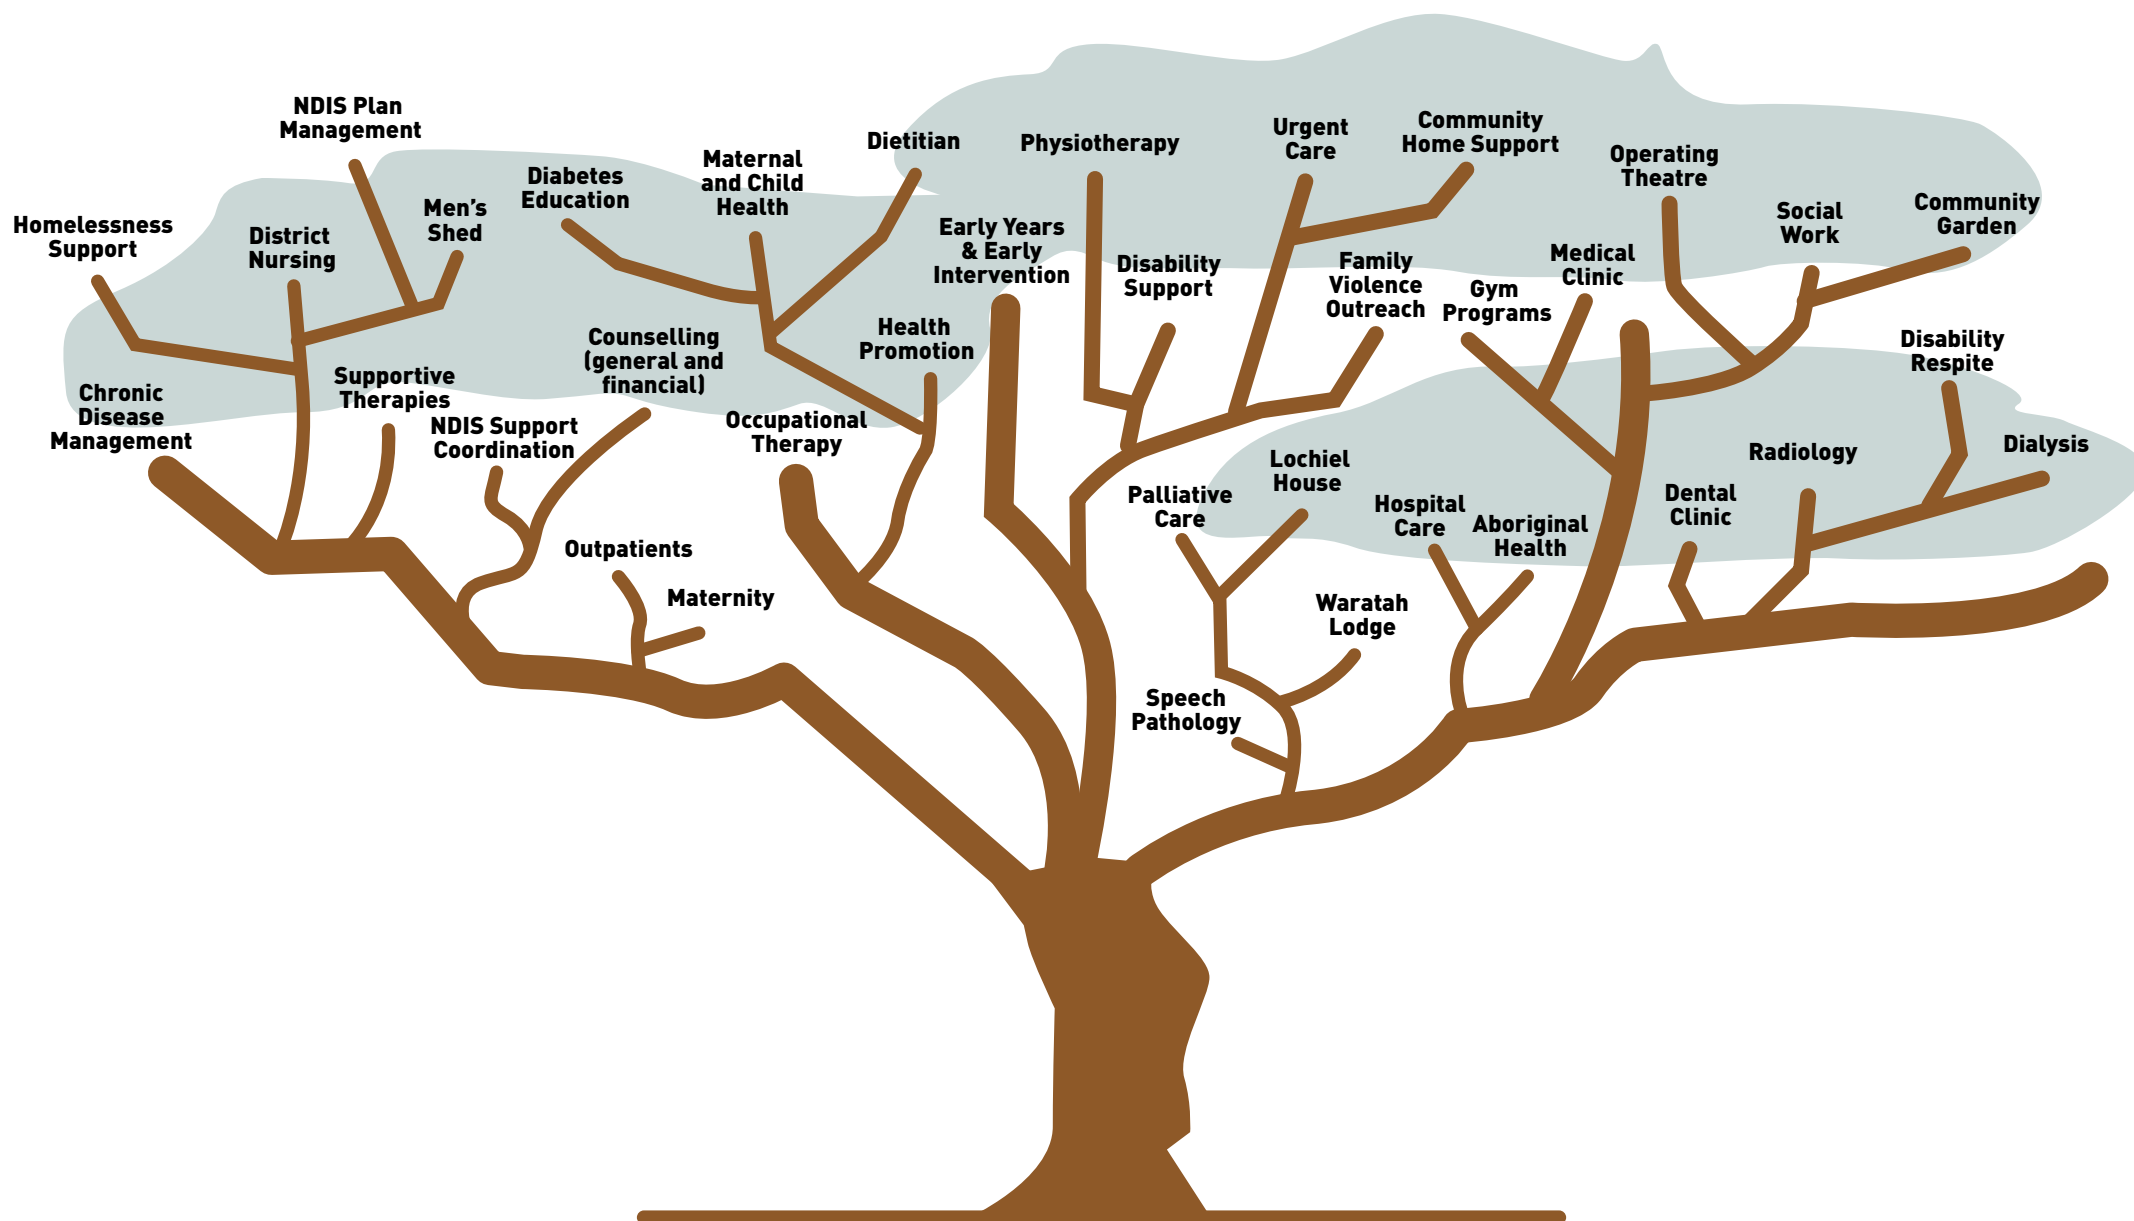 NDIS Plan
Management
Homelessness
Support
District
Nursing
Men's
Shed
Diabetes
Education
Maternal
and Child
Health
Dietitian
Physiotherapy
Urgent
Care
Community
Home Support
Operating
Theatre
Social
Work
Community
Garden
Early Years
& Early
Intervention
Disability
Support
Family
Violence
Outreach
Gym
Programs
Medical
Clinic
Disability
Respite
Chronic
Disease
Management
Supportive
Therapies
NDIS Support
Coordination
Counselling
(general and
financial)
Health
Promotion
Occupational
Therapy
Palliative
Care
Lochiel
House
Hospital
Care
Aboriginal
Health
Dental
Clinic
Radiology
Dialysis
Outpatients
Maternity
Waratah
Lodge
Speech
Pathology